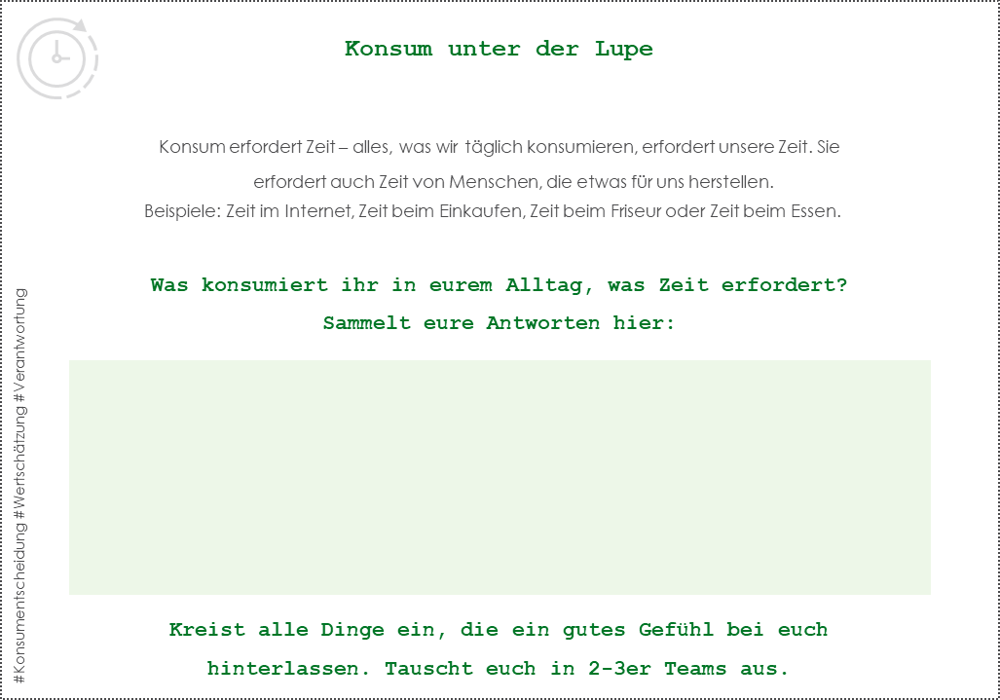 Konsum unter der Lupe
Konsum erfordert Zeit – alles, was wir täglich konsumieren, erfordert unsere Zeit. Sie
erfordert auch Zeit von Menschen, die etwas für uns herstellen.
Beispiele: Zeit im Internet, Zeit beim Einkaufen, Zeit beim Friseur oder Zeit beim Essen.
Was konsumiert ihr in eurem Alltag, was Zeit erfordert?
Sammelt eure Antworten hier:
Kreist alle Dinge ein, die ein gutes Gefühl bei euch
hinterlassen. Tauscht euch in 2-3er Teams aus.
#Konsumentscheidung #Wertschätzung #Verantwortung